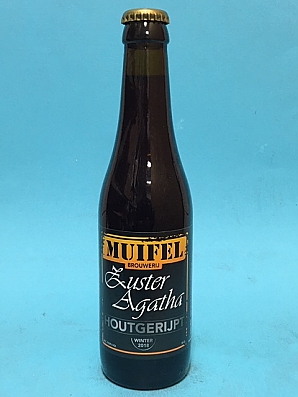 MUIFEL
BROUWERIJ
Zuster
Agatha
HOUTGERIJPT
WINTER
2018